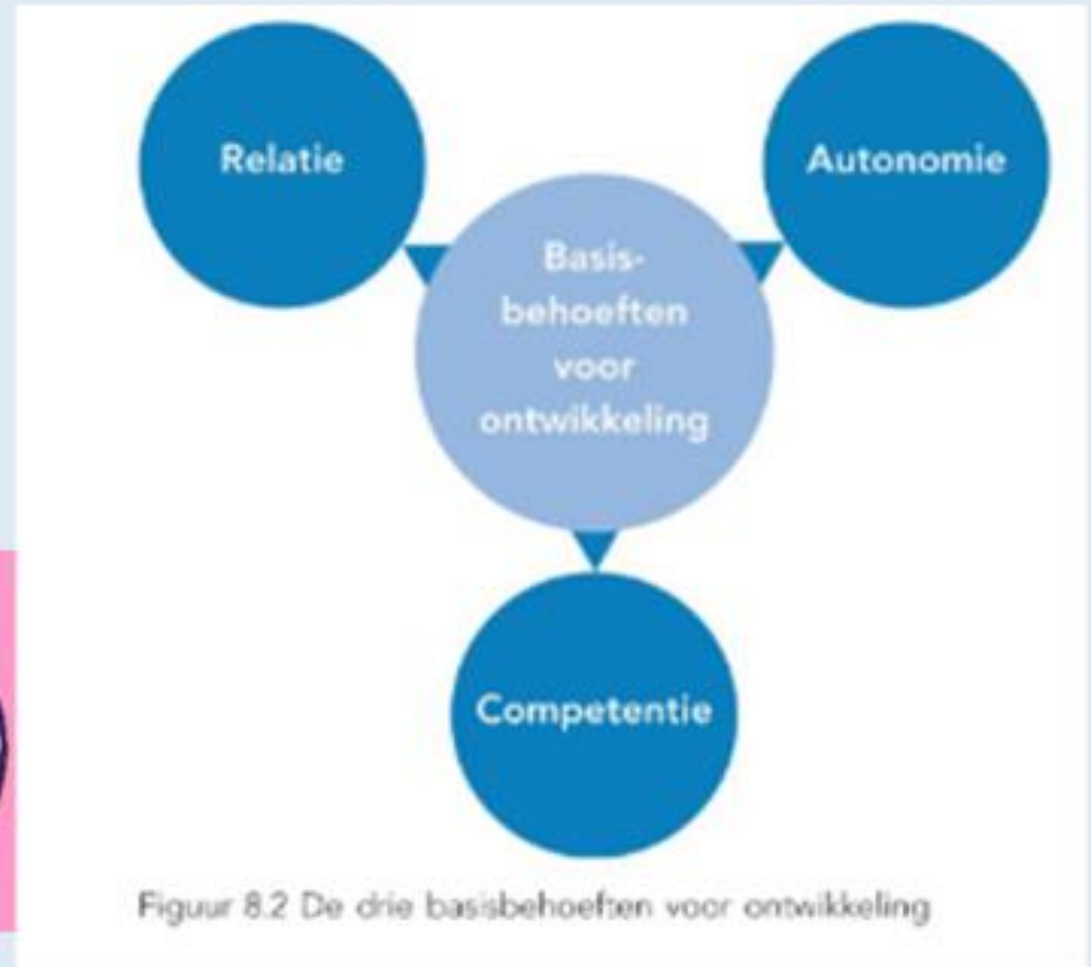 Relatie
Autonomie
Basis-
behoeften
voor
ontwikkeling
Competentie
Figuur 8.2 De drie basisbehoeften voor ontwikkeling